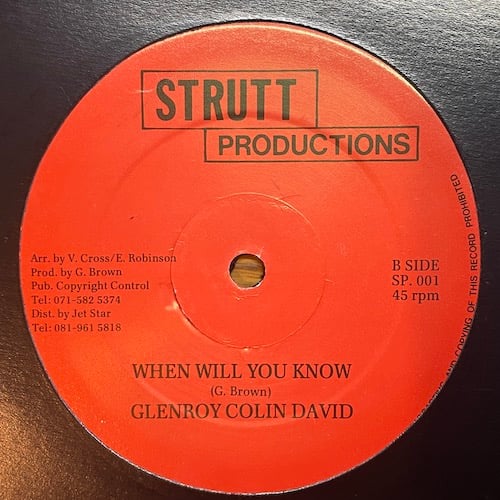 STRUTT
PRODUCTIONS
Arr. by V. Cross/E. Robinson
Prod. by G. Brown
Pub. Copyright Control
Tel: 071-582 5374
Dist. by Jet Star
Tel: 081-961 5818
B SIDE
SP. 001
45 rpm
WHEN WILL YOU KNOW
(G. Brown)
GLENROY COLIN DAVID
AND COPYING OF THIS RECORD PROHIBITED